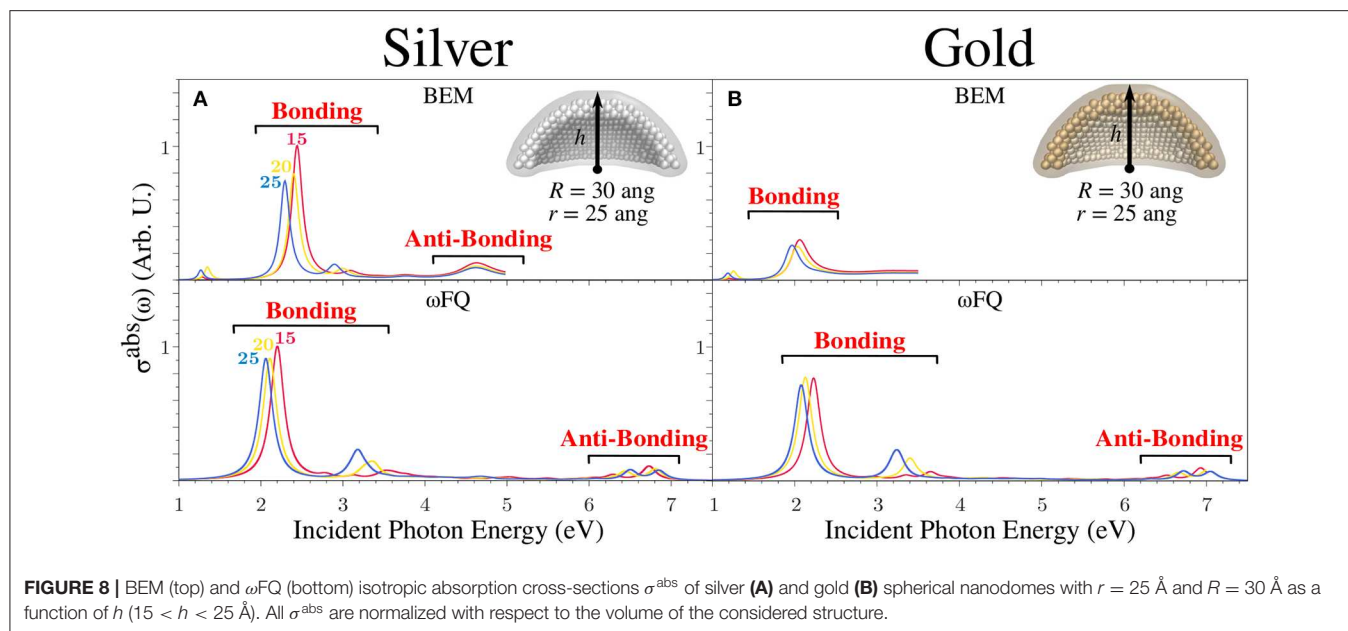 Silver Gold
A BEM
Bonding
15
20
25
h
R = 30 ang
r = 25 ang
Anti-Bonding
1
B BEM
Bonding
h
R = 30 ang
r = 25 ang
1
σabs(ω) (Arb. U.)
ωFQ
Bonding
15
20
25
Anti-Bonding
1
ωFQ
Bonding
Anti-Bonding
1
1 2 3 4 5 6 7 1 2 3 4 5 6 7
Incident Photon Energy (eV) Incident Photon Energy (eV)
FIGURE 8 | BEM (top) and ωFQ (bottom) isotropic absorption cross-sections σabs of silver (A) and gold (B) spherical nanodomes with r = 25 Å and R = 30 Å as a
function of h (15 < h < 25 Å). All σabs are normalized with respect to the volume of the considered structure.